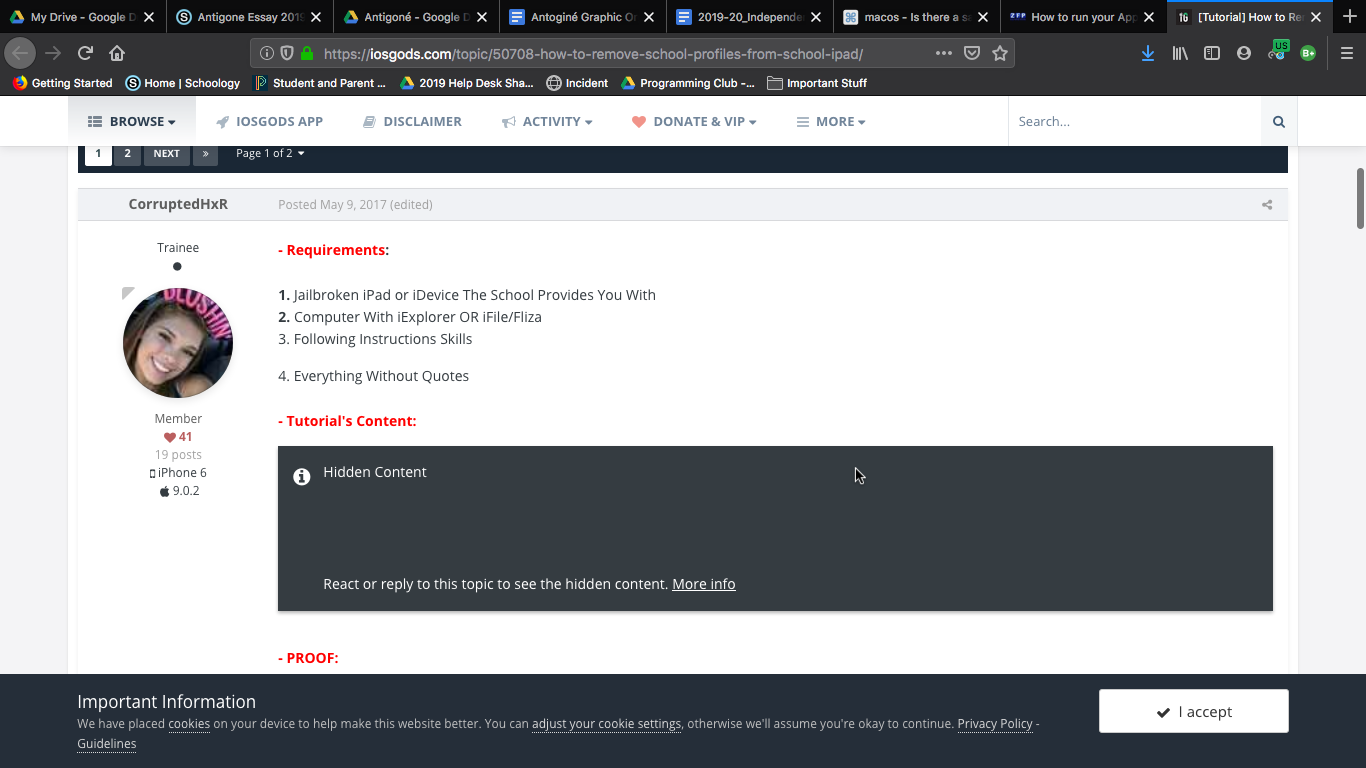 My Drive - Google D
Antigone Essay 201
Antigoné - Google D
Antoginé Graphic O
2019-20_Independe
macos - Is there a s
How to run your App
[Tutorial] How to Re
https://iosgods.com/topic/50708-how-to-remove-school-profiles-from-school-ipad/
US
B+
Getting Started
Home | Schoology
Student and Parent ...
2019 Help Desk Sha...
Incident
Programming Club -...
Important Stuff
BROWSE
IOSGODS APP
DISCLAIMER
ACTIVITY
DONATE & VIP
MORE
Search...
1 2 NEXT » Page 1 of 2
CorruptedHxR
Posted May 9, 2017 (edited)
Trainee
BLUSHIN
Member
41
19 posts
iPhone 6
9.0.2
- Requirements:
1. Jailbroken iPad or iDevice The School Provides You With
2. Computer With iExplorer OR iFile/Fliza
3. Following Instructions Skills
4. Everything Without Quotes
- Tutorial's Content:
Hidden Content
React or reply to this topic to see the hidden content. More info
- PROOF:
Important Information
We have placed cookies on your device to help make this website better. You can adjust your cookie settings, otherwise we'll assume you're okay to continue. Privacy Policy -
Guidelines
I accept